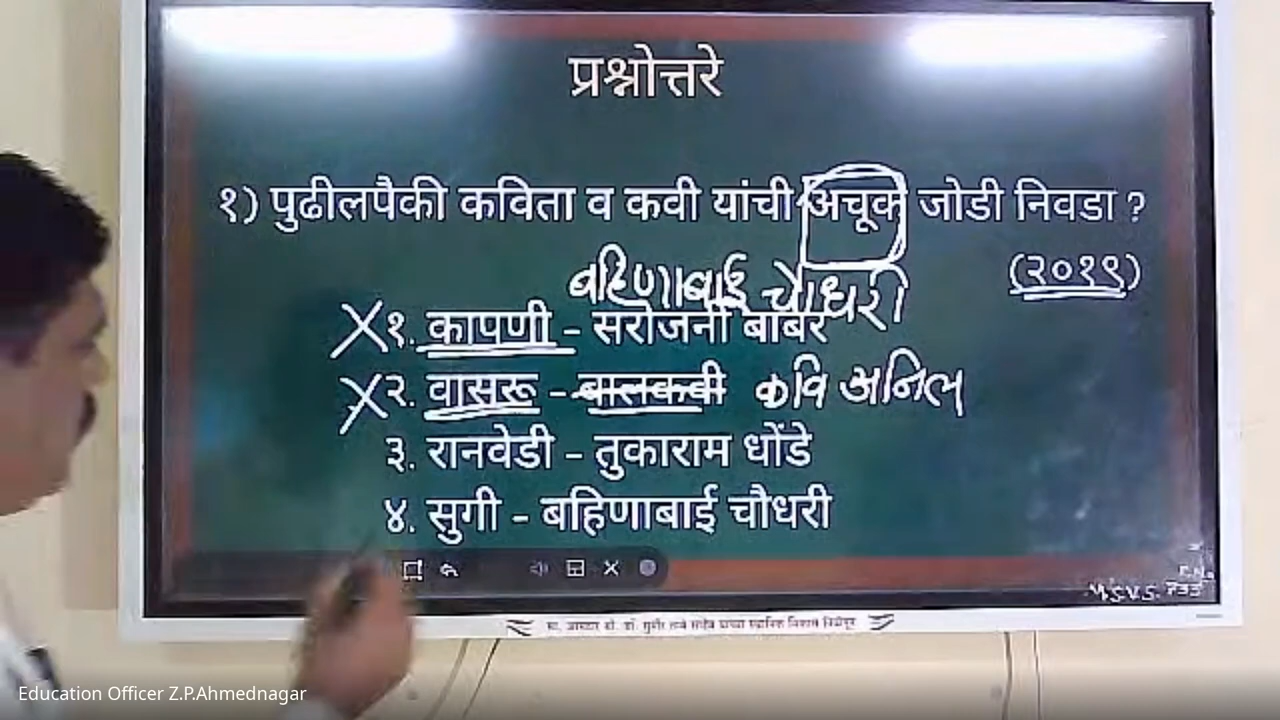 प्रश्नोत्तरे
१) पुढीलपैकी कविता व कवी यांची अचूक जोडी निवडा ?
(२०१९)
बहिणाबाई चौधरी
X १. कापणी - सरोजनी बाबर
X २. वासरू - बालकवी कवि अनिल
३. रानवेडी - तुकाराम धोंडे
४. सुगी - बहिणाबाई चौधरी
M.S.V.S.
Education Officer Z.P.Ahmednagar